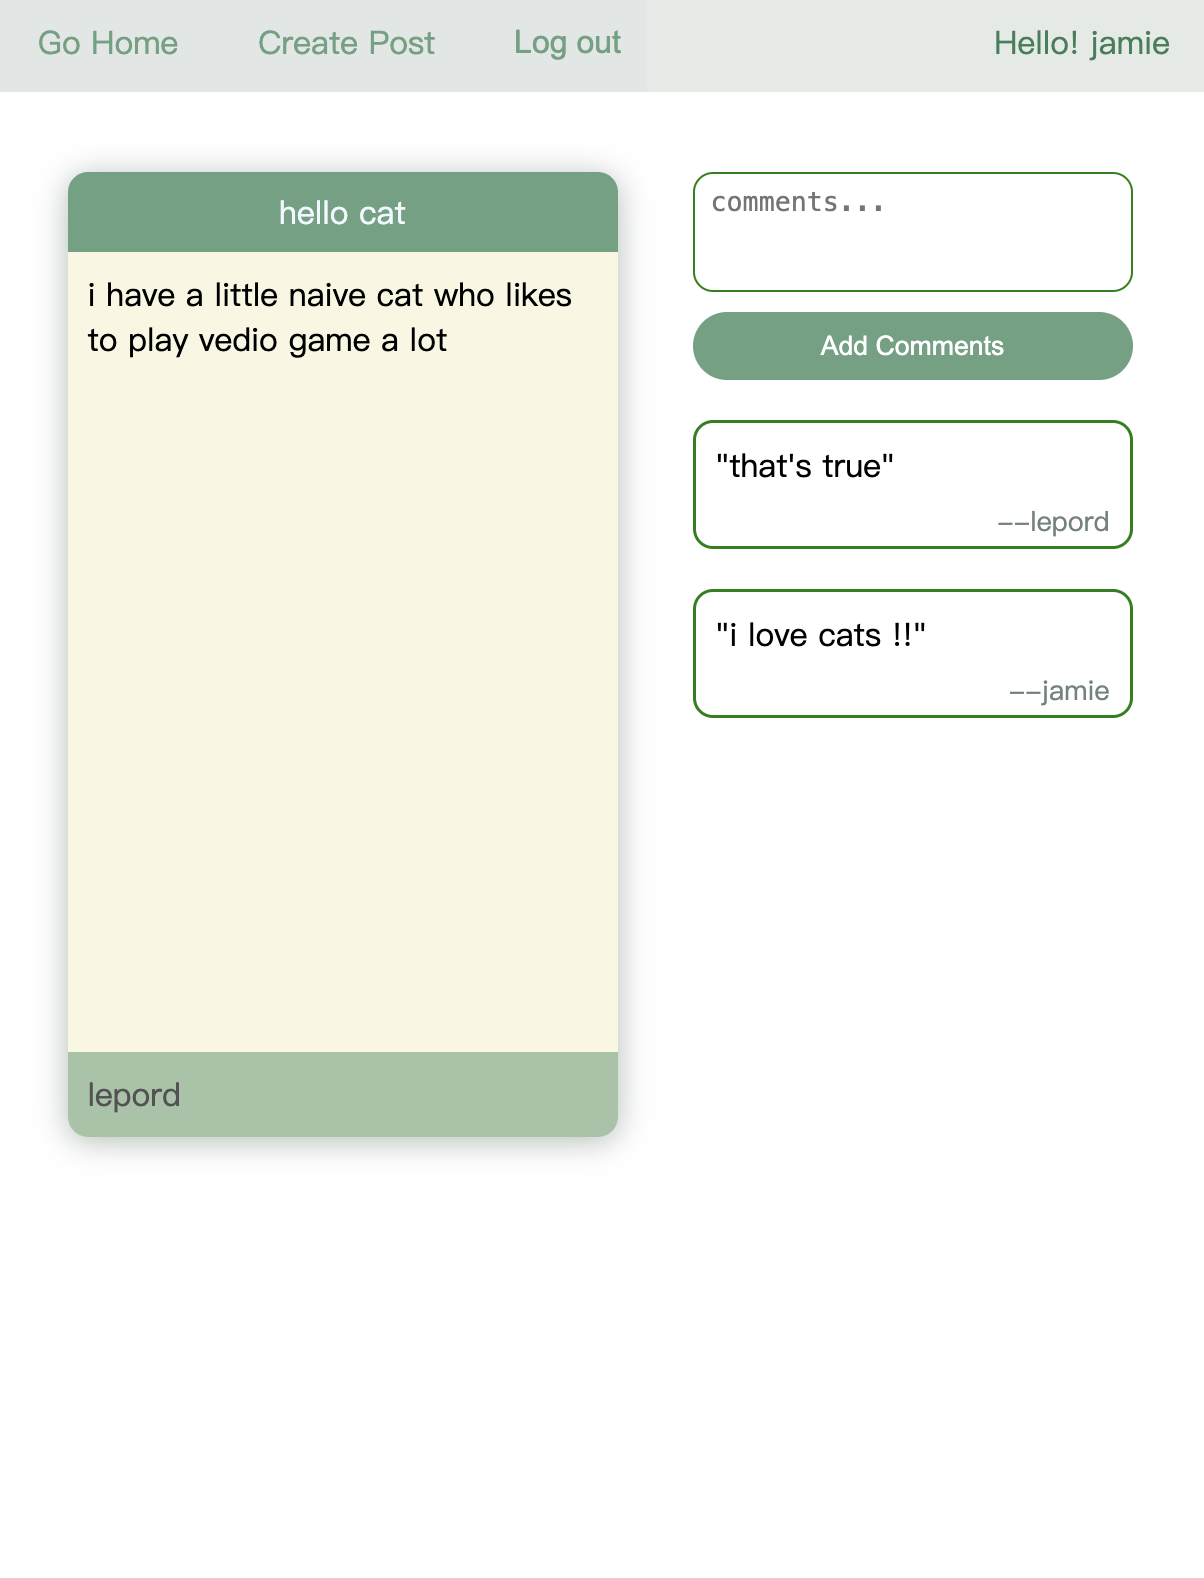 Go Home Create Post Log out Hello! jamie
hello cat
i have a little naive cat who likes
to play vedio game a lot
lepord
comments...
Add Comments
"that's true"
--lepord
"i love cats !!"
--jamie